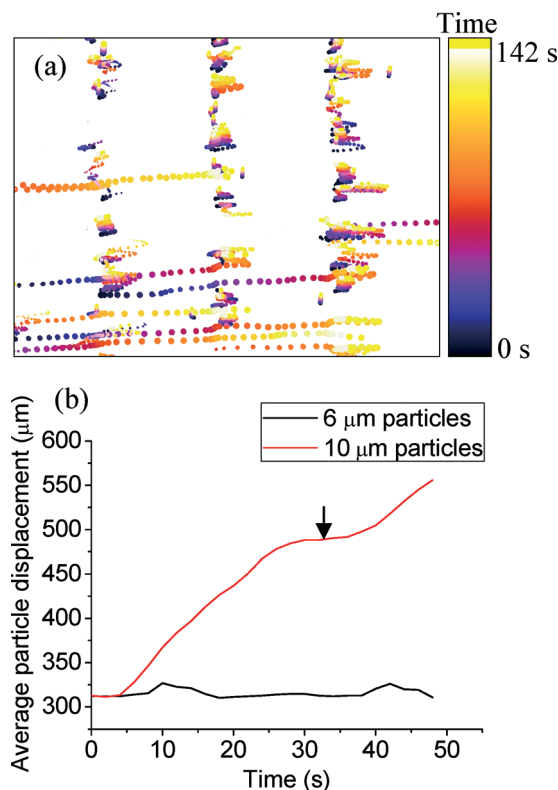 Time
(a)
142 s
0 s
(b)
6 μm particles
10 μm particles
Average particle displacement (μm)
600
550
500
450
400
350
300
0
10
20
30
40
50
Time (s)